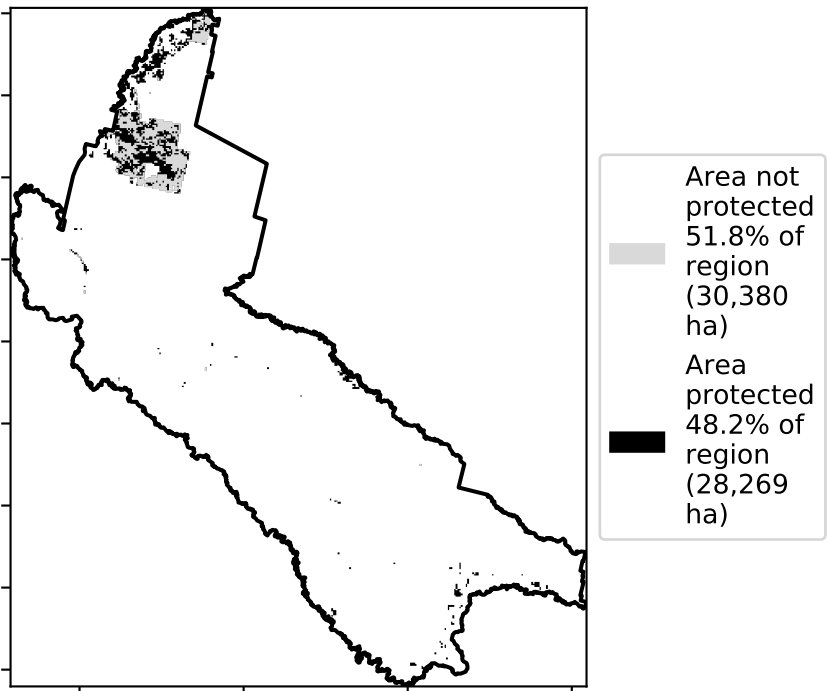 Area not
protected
51.8% of
region
(30,380
ha)
Area
protected
48.2% of
region
(28,269
ha)